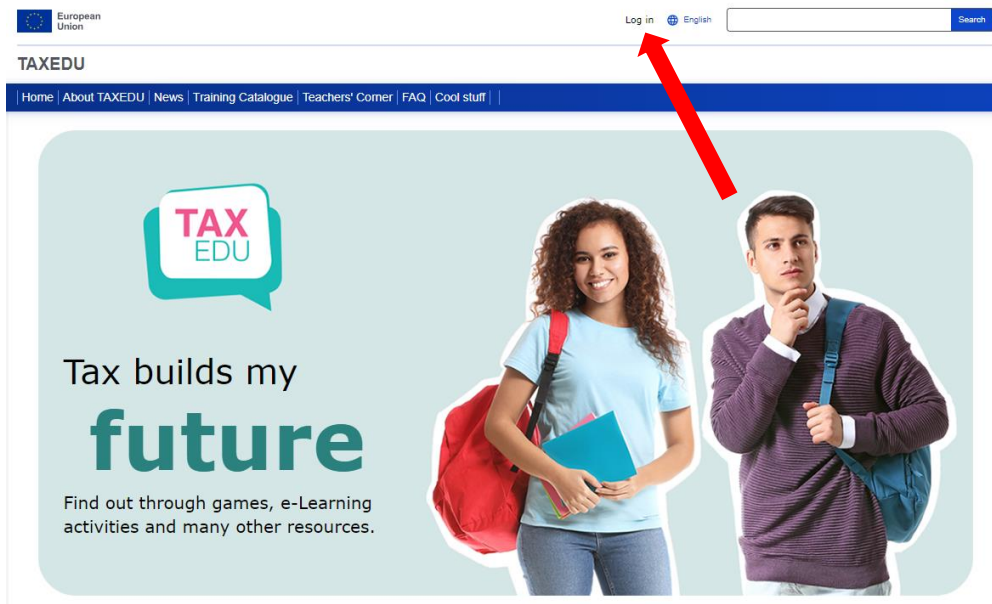 European
Union
Log in English Search
TAXEDU
Home | About TAXEDU | News | Training Catalogue | Teachers' Corner | FAQ | Cool stuff
TAX
EDU
Tax builds my
future
Find out through games, e-Learning
activities and many other resources.